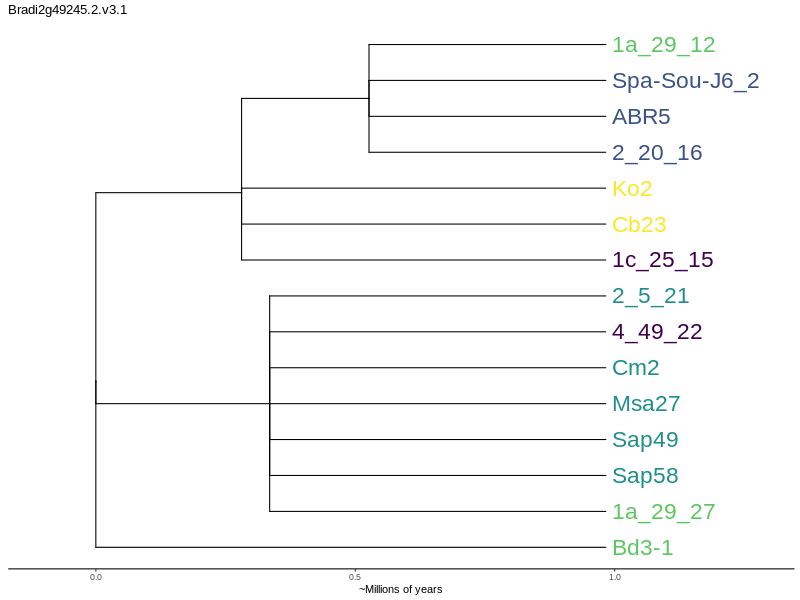 Bradi2g49245.2.v3.1
1a_29_12
Spa-Sou-J6_2
ABR5
2_20_16
Ko2
Cb23
1c_25_15
2_5_21
4_49_22
Cm2
Msa27
Sap49
Sap58
1a_29_27
Bd3-1
0.0 0.5 1.0
~Millions of years